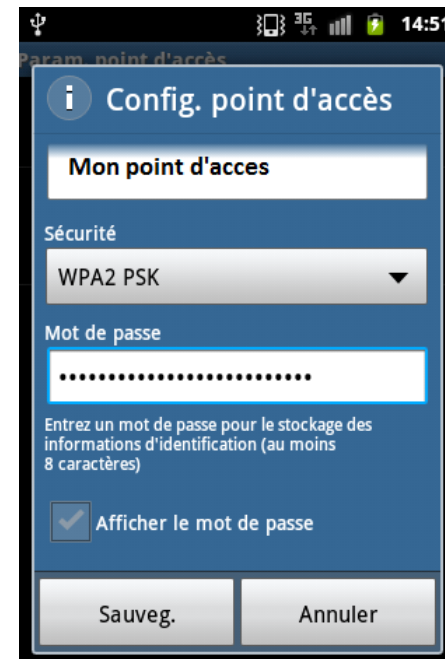 3G 14:51
Param. point d'accès
i Config. point d'accès
Mon point d'acces
Sécurité
WPA2 PSK
Mot de passe
••••••••••••••••••••••••••
Entrez un mot de passe pour le stockage des
informations d'identification (au moins
8 caractères)
Afficher le mot de passe
Sauveg. Annuler